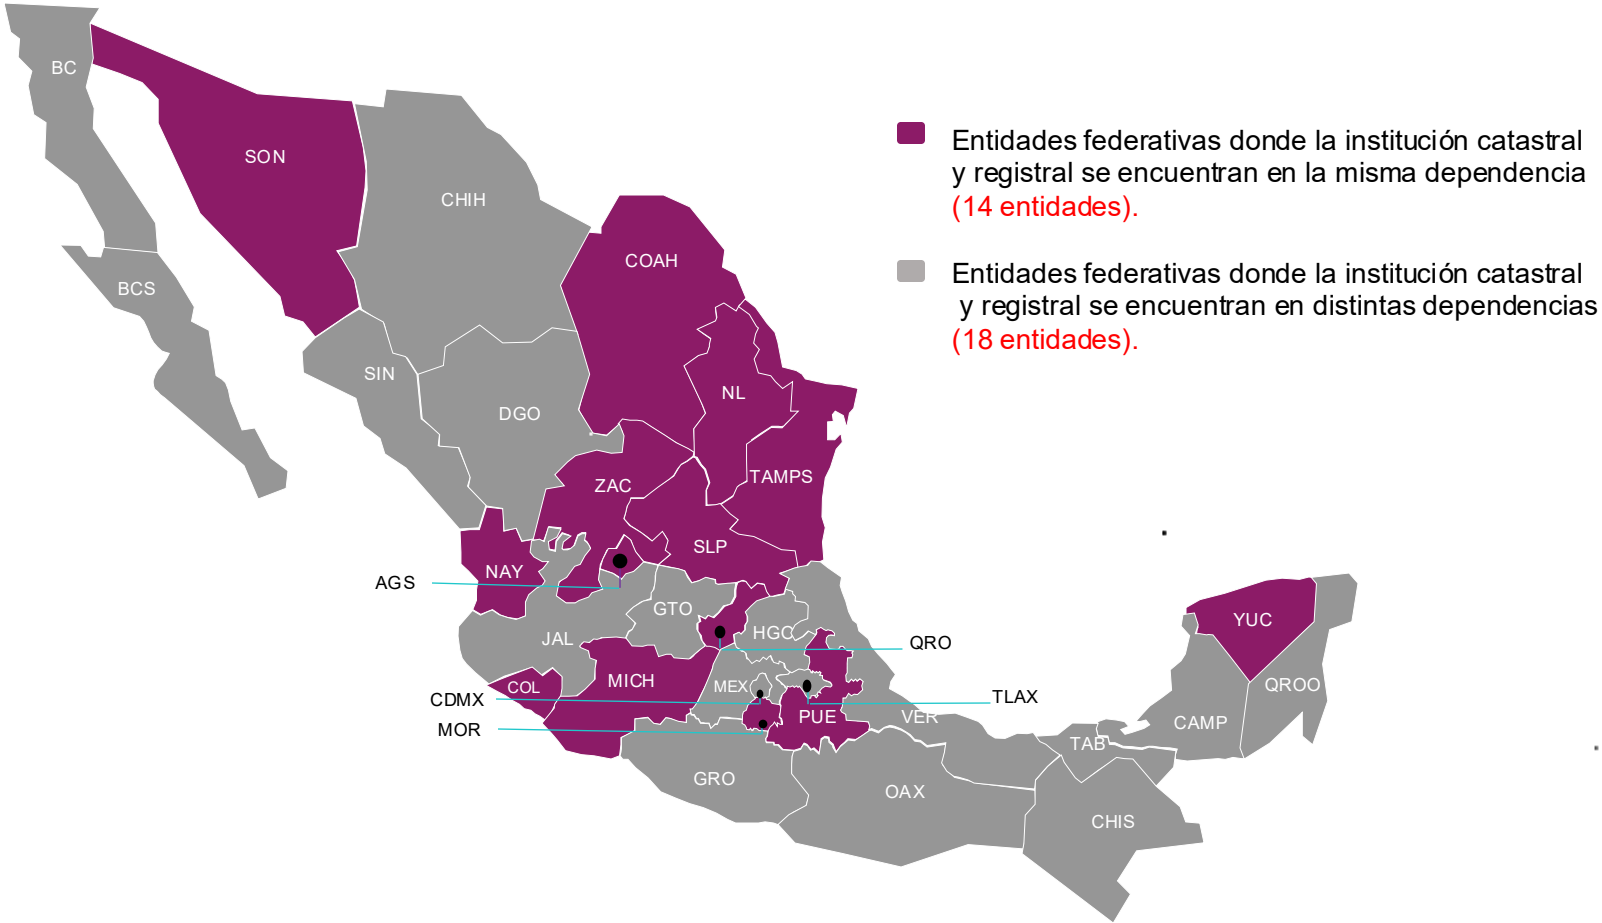 BC
SON
CHIH
COAH
BCS
SIN
DGO
NL
ZAC
TAMPS
SLP
NAY
AGS
GTO
JAL
HGO
QRO
YUC
COL
MICH
MEX
CDMX
TLAX
MOR
PUE
VER
QROO
CAMP
TAB
GRO
OAX
CHIS
Entidades federativas donde la institución catastral
y registral se encuentran en la misma dependencia
(14 entidades).
Entidades federativas donde la institución catastral
y registral se encuentran en distintas dependencias
(18 entidades).